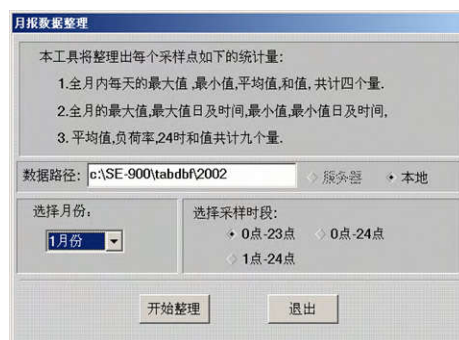 月报数据整理
本工具将整理出每个采样点如下的统计量:
1.全月内每天的最大值,最小值,平均值,和值,共计四个量.
2.全月的最大值,最大值日及时间,最小值,最小值日及时间,
3.平均值,负荷率,24时和值共计九个量.
数据路径: c:\SE-900\tabdbf\2002 服务器 本地
选择月份: 选择采样时段:
1月份 0点-23点 0点-24点
1点-24点
开始整理 退出